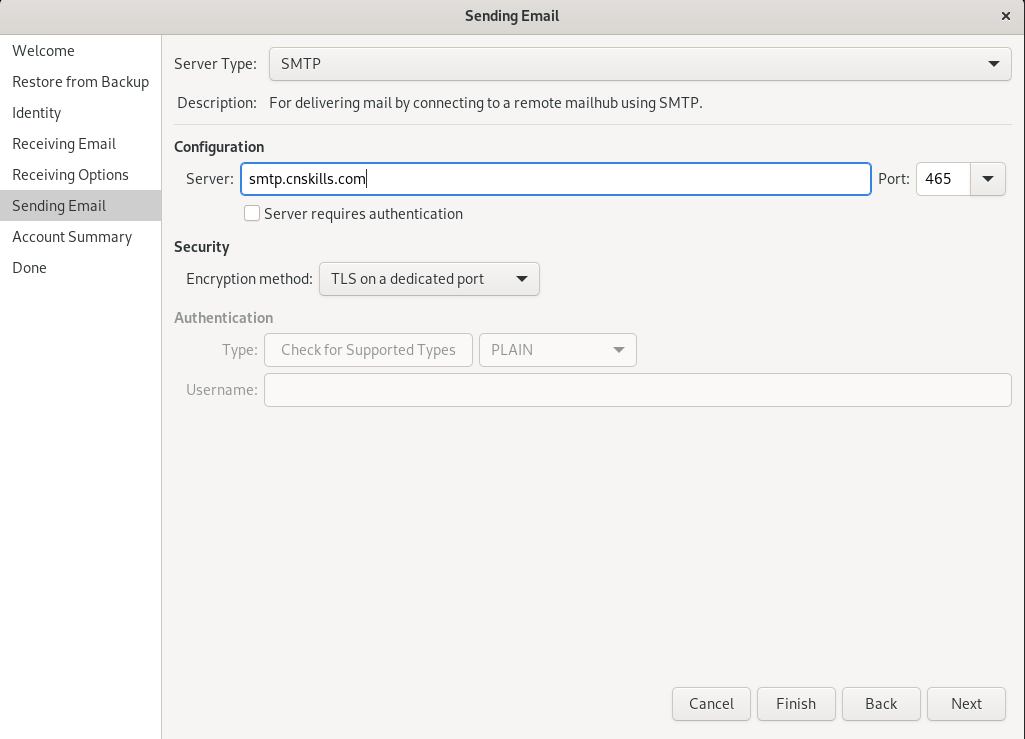 Sending Email
Welcome
Restore from Backup
Identity
Receiving Email
Receiving Options
Sending Email
Account Summary
Done
Server Type: SMTP
Description: For delivering mail by connecting to a remote mailhub using SMTP.
Configuration
Server: smtp.cnskills.com Port: 465
Server requires authentication
Security
Encryption method: TLS on a dedicated port
Authentication
Type: Check for Supported Types PLAIN
Username:
Cancel Finish Back Next